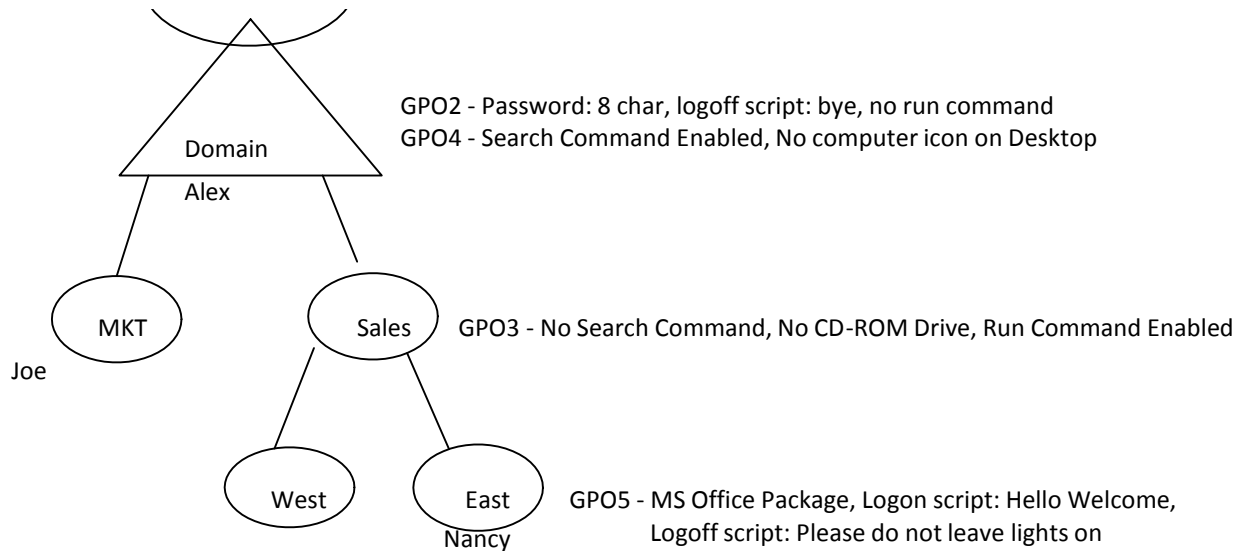 GPO2 - Password: 8 char, logoff script: bye, no run command
GPO4 - Search Command Enabled, No computer icon on Desktop
Domain
Alex
MKT
Sales
GPO3 - No Search Command, No CD-ROM Drive, Run Command Enabled
Joe
West
East
GPO5 - MS Office Package, Logon script: Hello Welcome,
Logoff script: Please do not leave lights on
Nancy